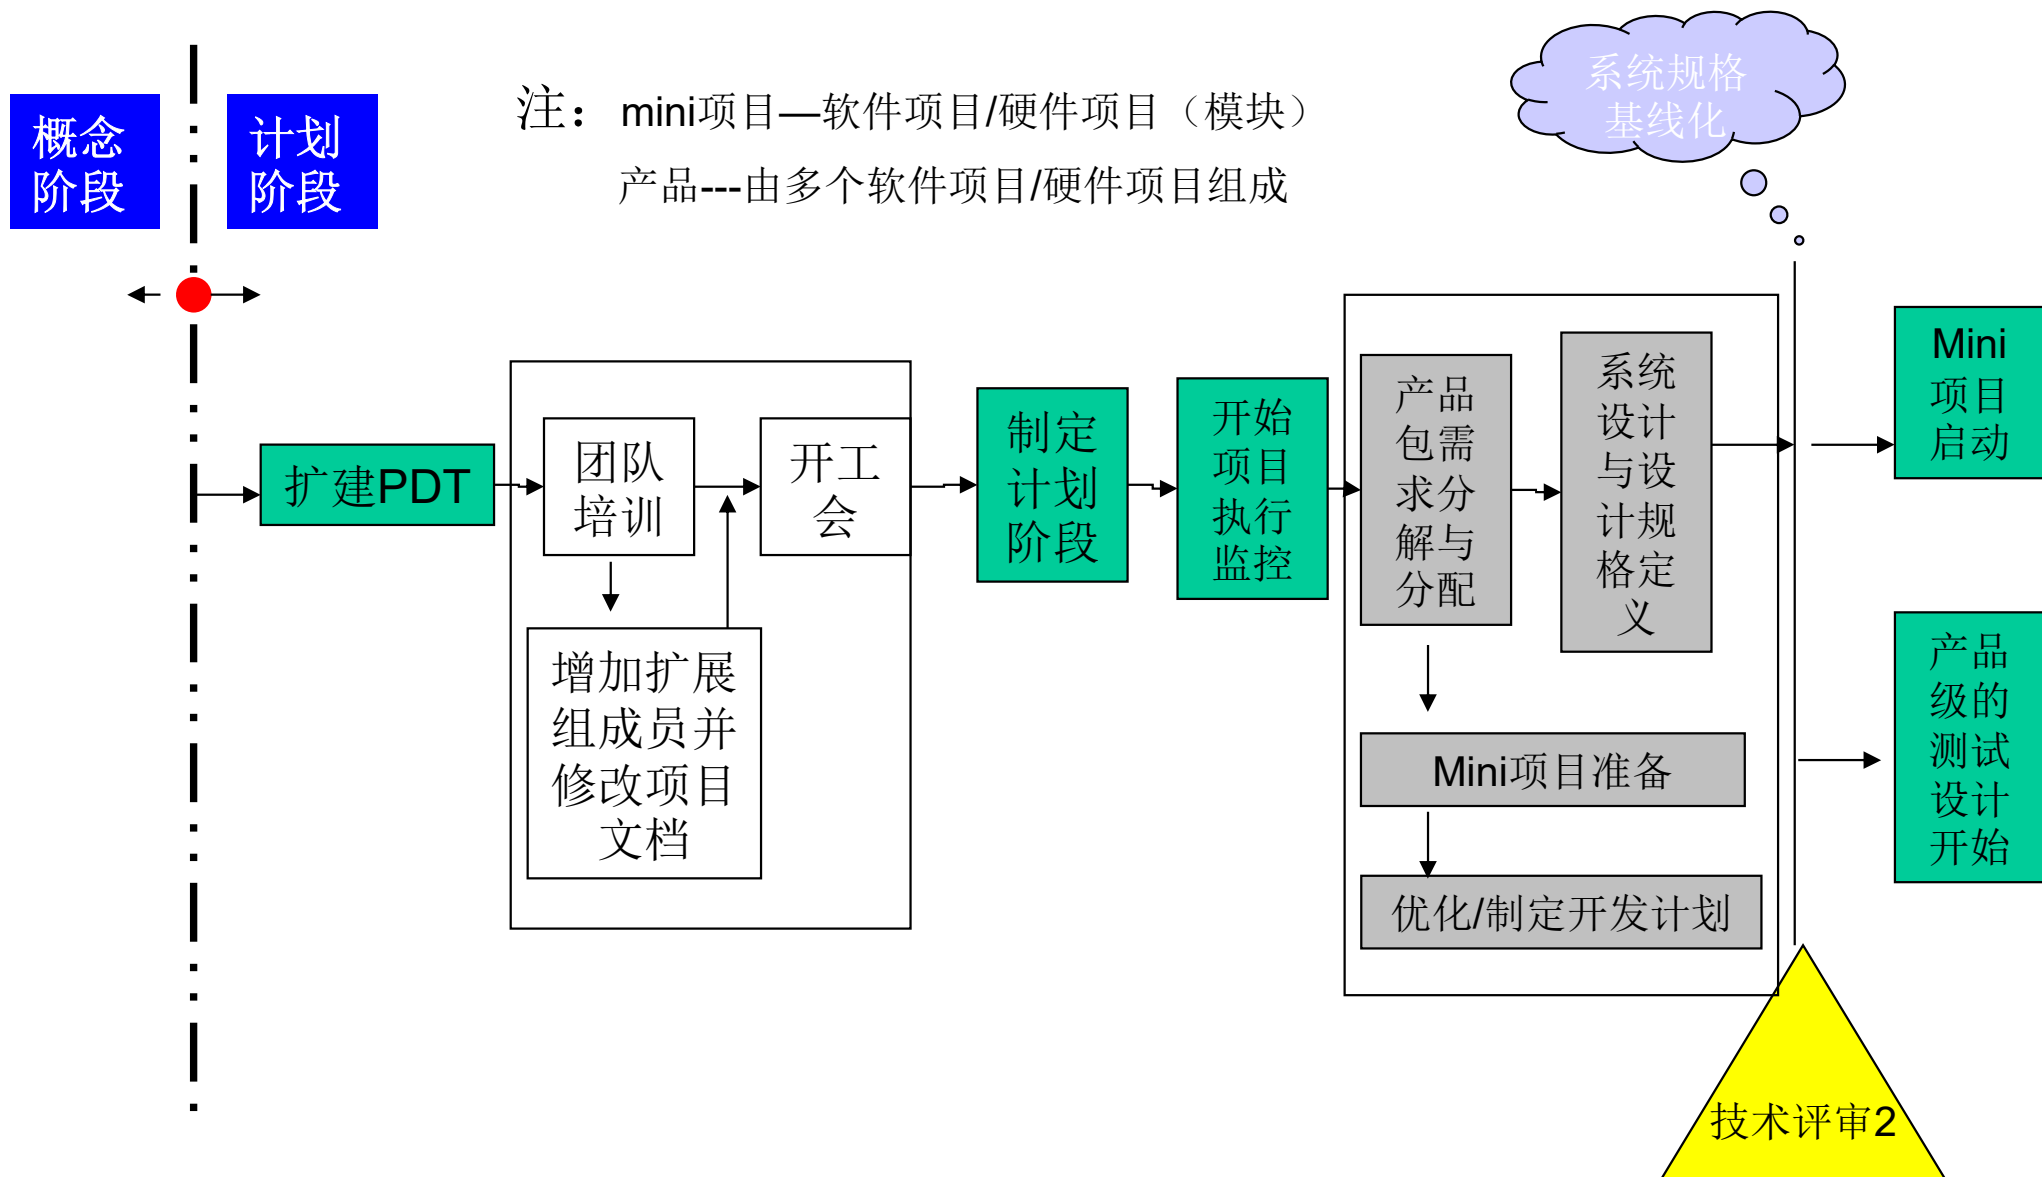 概念
阶段
计划
阶段
注：mini项目—软件项目/硬件项目（模块）
产品---由多个软件项目/硬件项目组成
系统规格
基线化
扩建PDT
团队
培训
开工
会
增加扩展
组成员并
修改项目
文档
制定
计划
阶段
开始
项目
执行
监控
产品
包需
求分
解与
分配
系统
设计
与设
计规
格定
义
Mini项目准备
优化/制定开发计划
Mini
项目
启动
产品
级的
测试
设计
开始
技术评审2